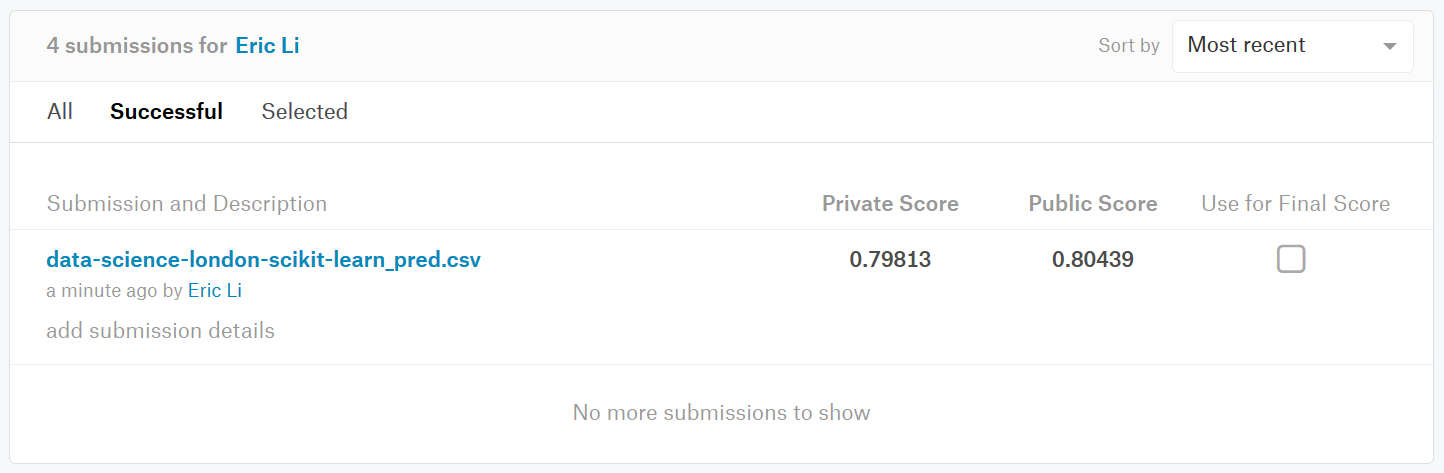 4 submissions for Eric Li Sort by Most recent
All Successful Selected
Submission and Description Private Score Public Score Use for Final Score
data-science-london-scikit-learn_pred.csv 0.79813 0.80439
a minute ago by Eric Li
add submission details
No more submissions to show